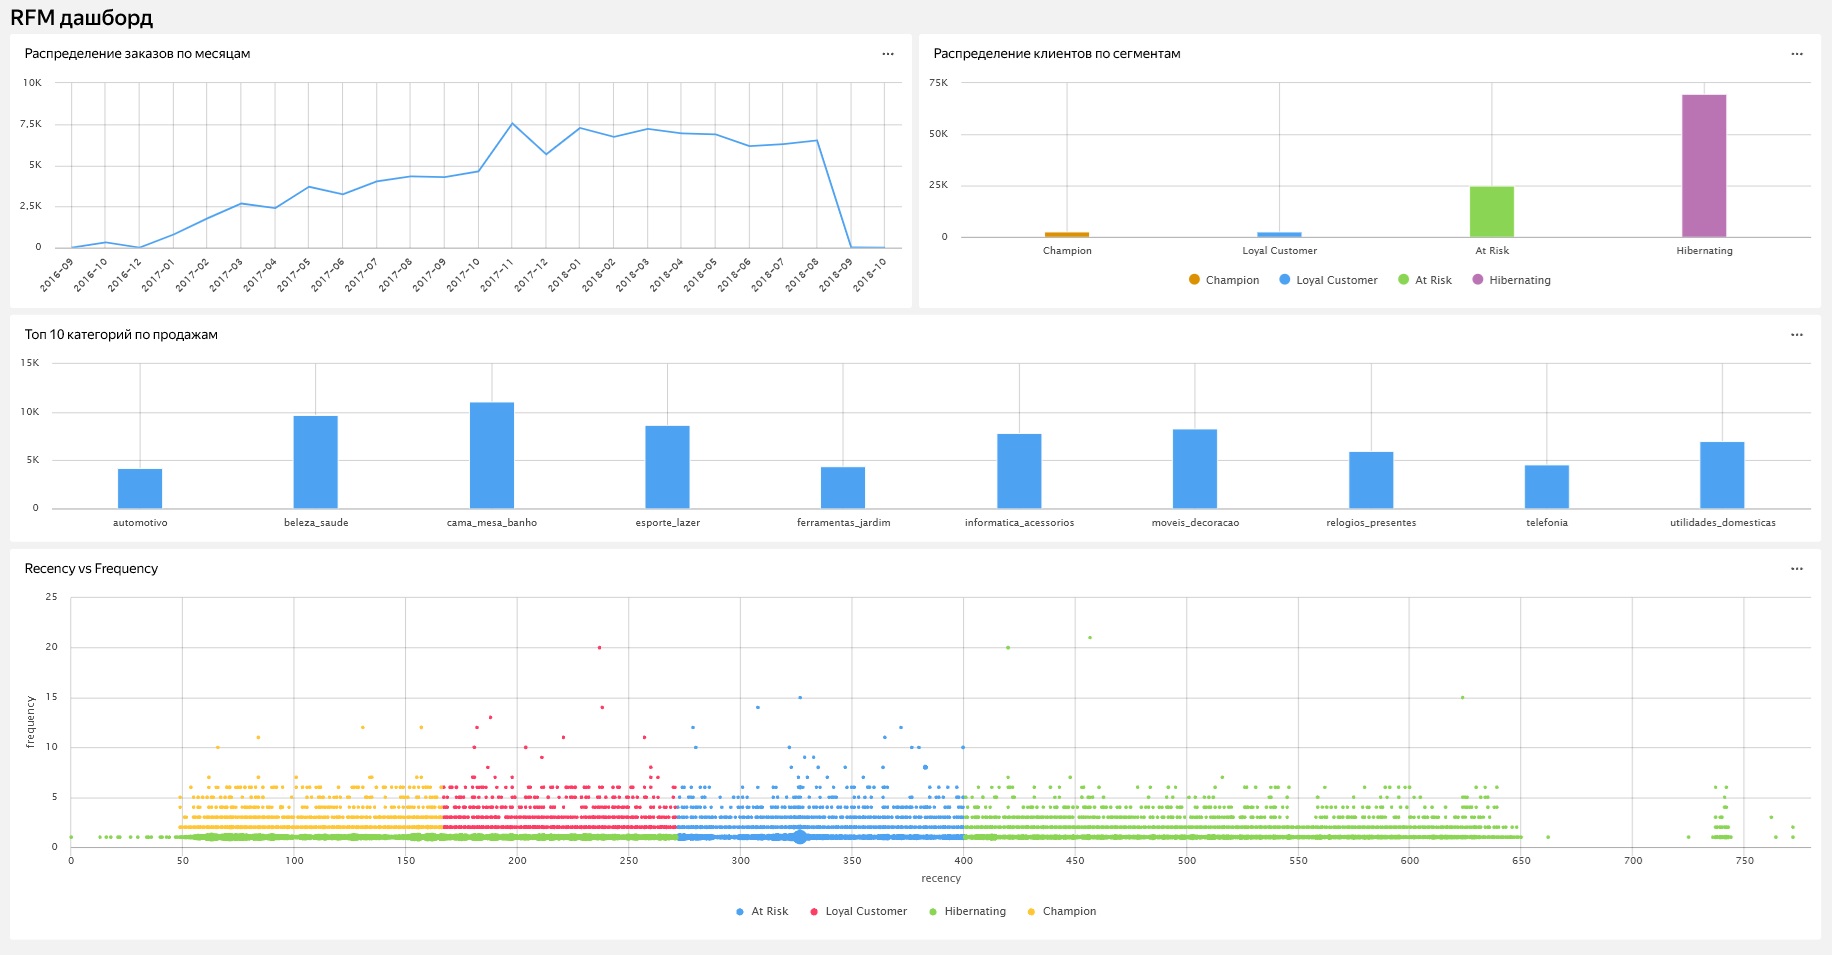 RFM дашборд
Распределение заказов по месяцам
10K
7,5K
5K
2,5K
0
2016-09 2016-10 2016-12 2017-01 2017-02 2017-03 2017-04 2017-05 2017-06 2017-07 2017-08 2017-09 2017-10 2017-11 2017-12 2018-01 2018-02 2018-03 2018-04 2018-05 2018-06 2018-07 2018-08 2018-09 2018-10
Распределение клиентов по сегментам
75K
50K
25K
0
Champion Loyal Customer At Risk Hibernating
Champion Loyal Customer At Risk Hibernating
Топ 10 категорий по продажам
15K
10K
5K
0
automotivo beleza_saude cama_mesa_banho esporte_lazer ferramentas_jardim informatica_acessorios moveis_decoracao relogios_presentes telefonia utilidades_domesticas
Recency vs Frequency
25
20
15
10
5
0
frequency
0 50 100 150 200 250 300 350 400 450 500 550 600 650 700 750
recency
At Risk Loyal Customer Hibernating Champion